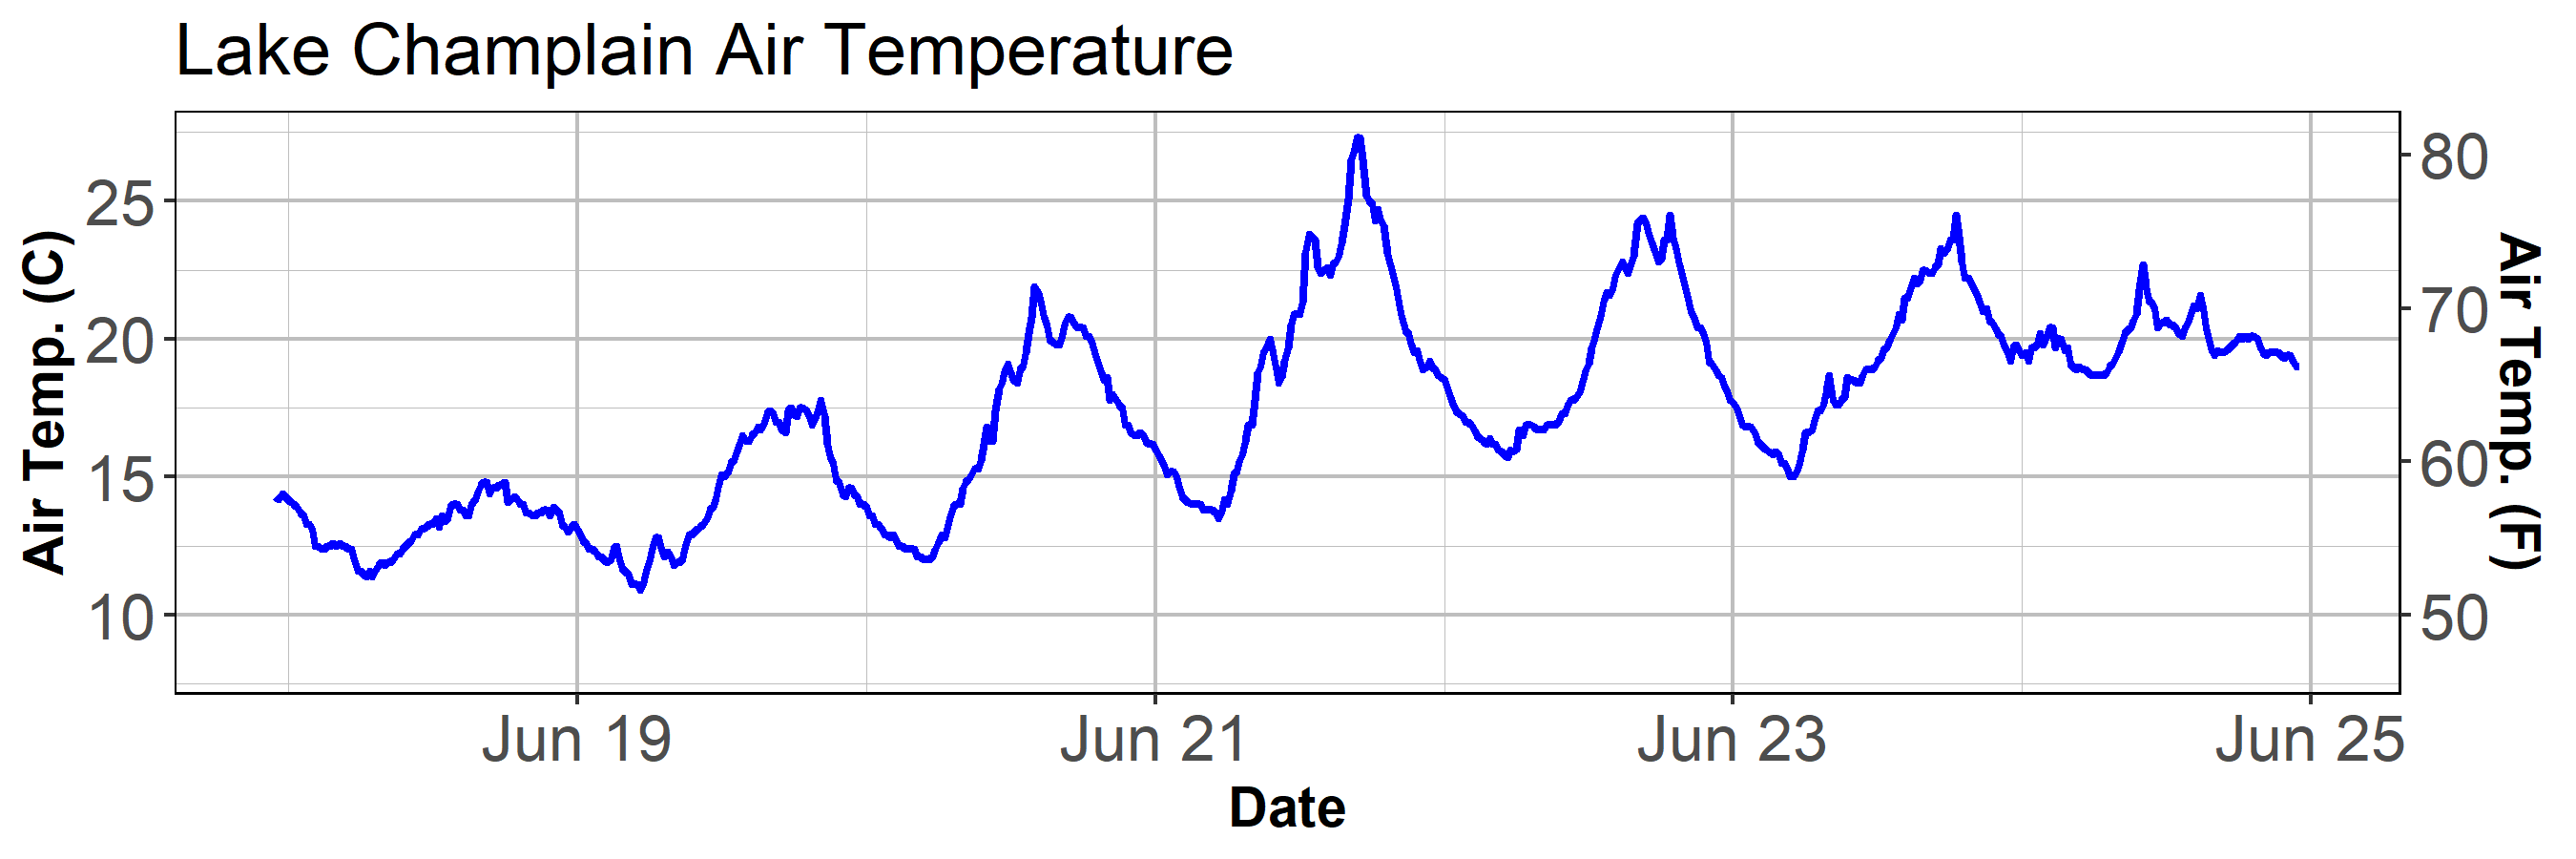 Lake Champlain Air Temperature
Air Temp. (C)
25
20
15
10
80
70
60
50
Air Temp. (F)
Jun 19 Jun 21 Jun 23 Jun 25
Date